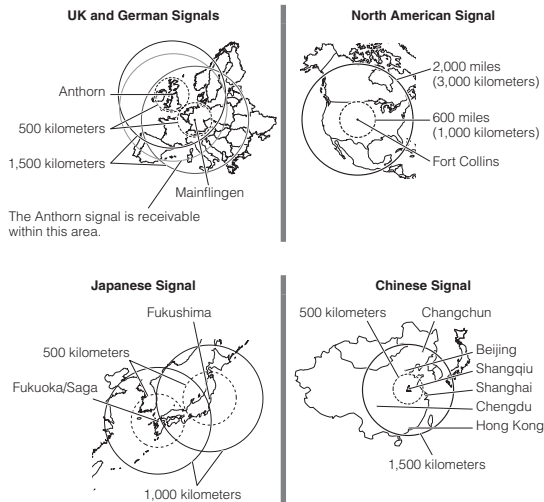 UK and German Signals
Anthorn
500 kilometers
1,500 kilometers
Mainflingen
The Anthorn signal is receivable
within this area.
North American Signal
2,000 miles
(3,000 kilometers)
600 miles
(1,000 kilometers)
Fort Collins
Japanese Signal
Fukushima
500 kilometers
Fukuoka/Saga
1,000 kilometers
Chinese Signal
500 kilometers
Changchun
Beijing
Shangqiu
Shanghai
Chengdu
Hong Kong
1,500 kilometers